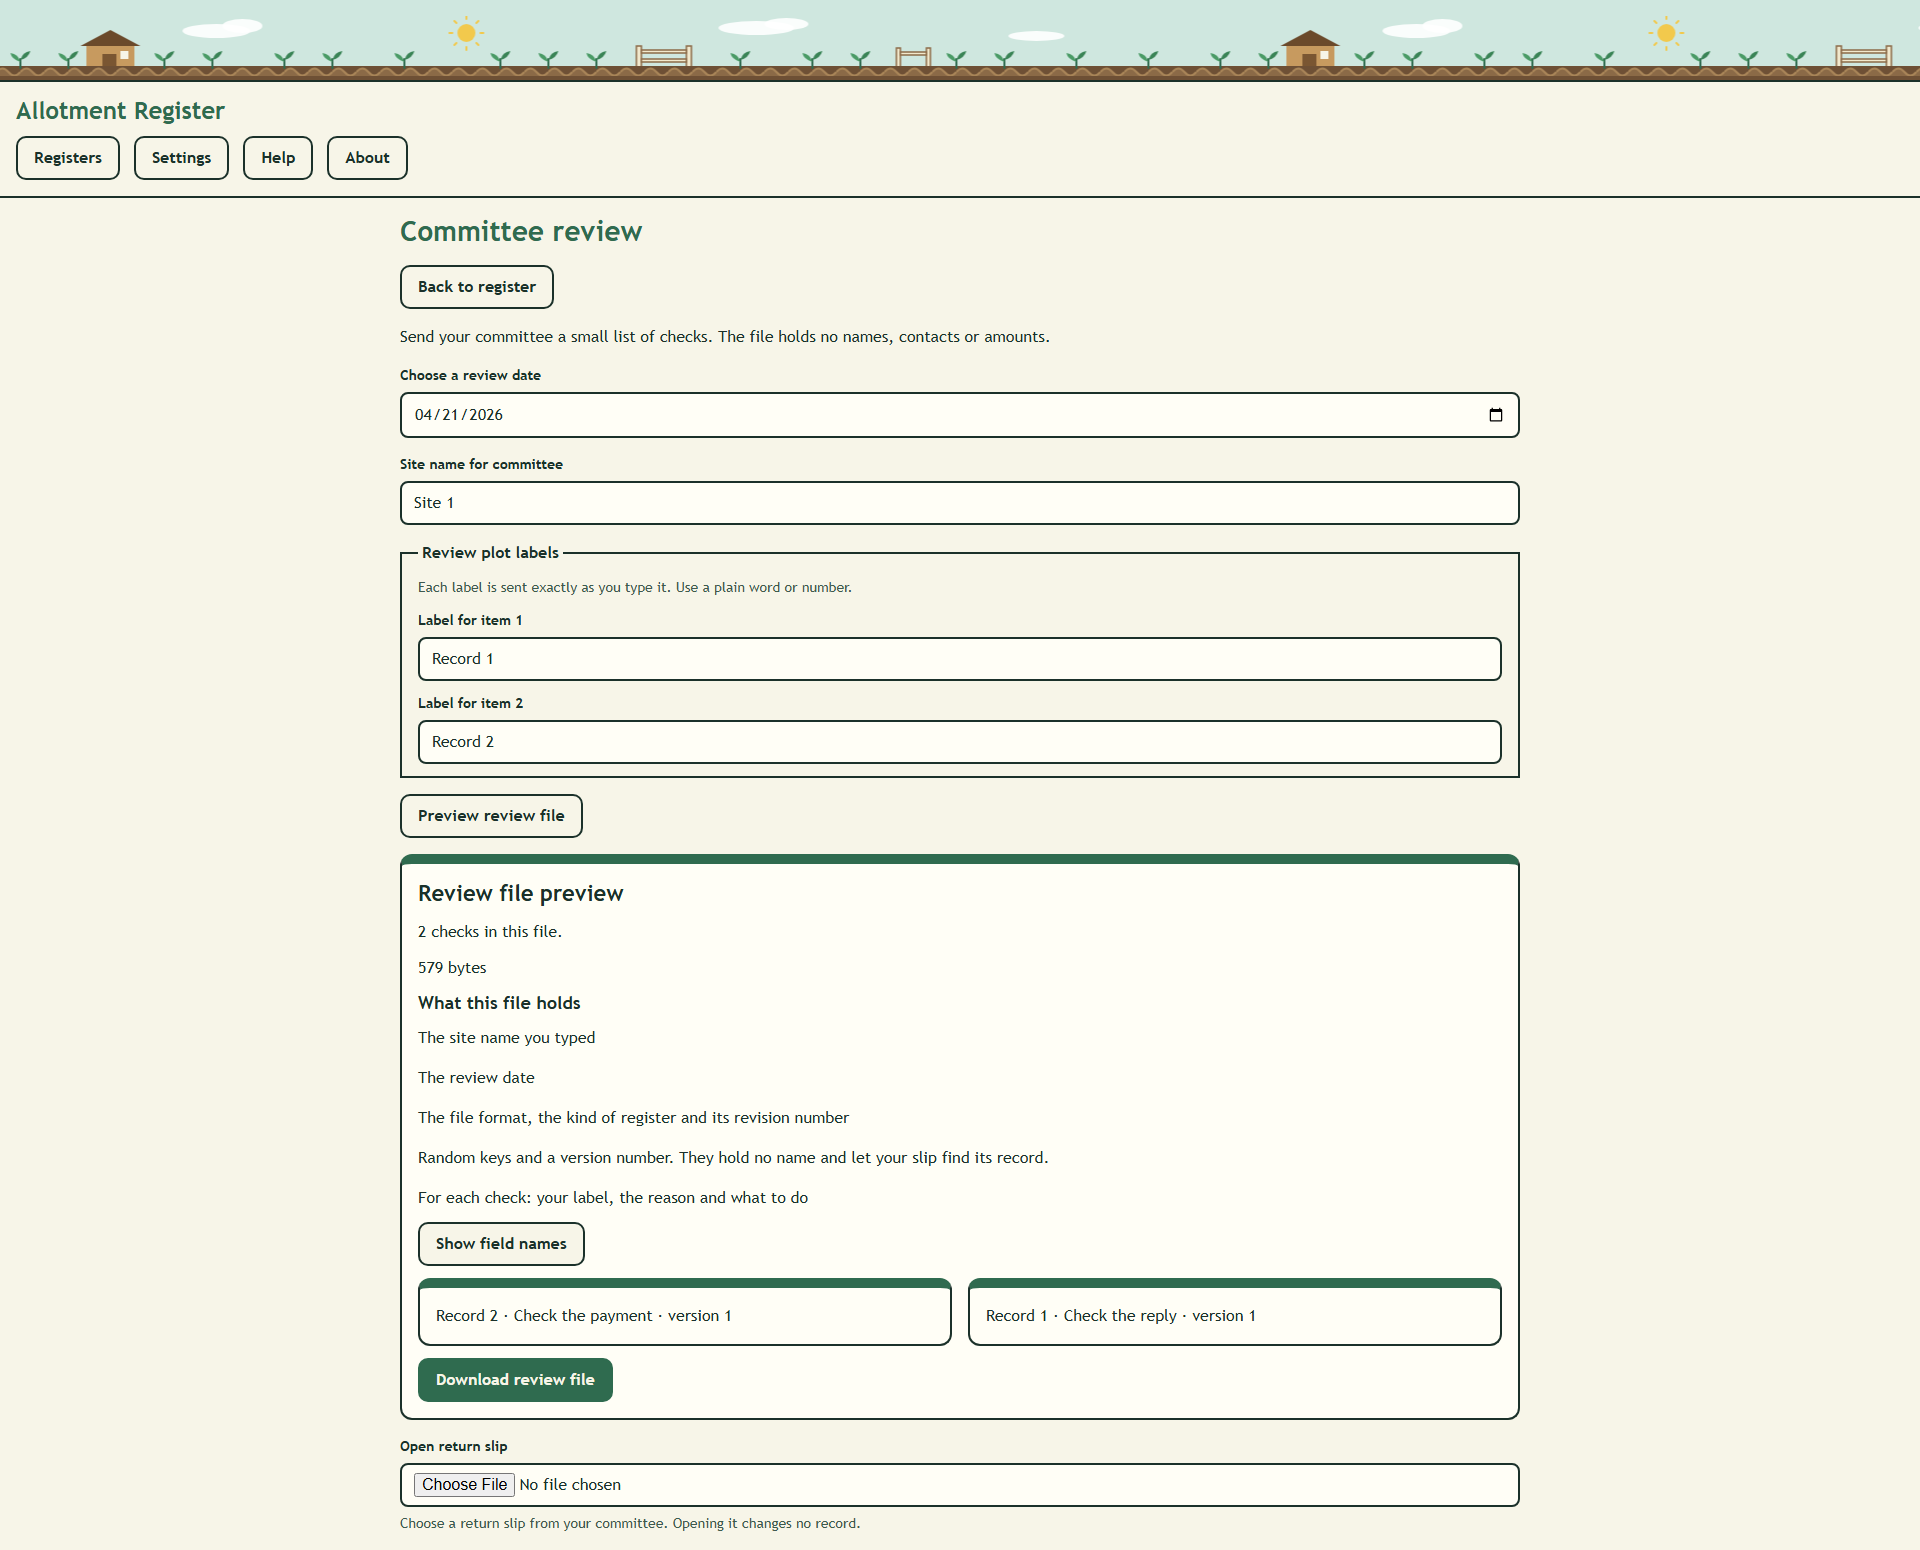 Allotment Register
Registers
Settings
Help
About
Committee review
Back to register
Send your committee a small list of checks. The file holds no names, contacts or amounts.
Choose a review date
04/21/2026
Site name for committee
Site 1
Review plot labels
Each label is sent exactly as you type it. Use a plain word or number.
Label for item 1
Record 1
Label for item 2
Record 2
Preview review file
Review file preview
2 checks in this file.
579 bytes
What this file holds
The site name you typed
The review date
The file format, the kind of register and its revision number
Random keys and a version number. They hold no name and let your slip find its record.
For each check: your label, the reason and what to do
Show field names
Record 2 · Check the payment · version 1
Record 1 · Check the reply · version 1
Download review file
Open return slip
Choose File No file chosen
Choose a return slip from your committee. Opening it changes no record.